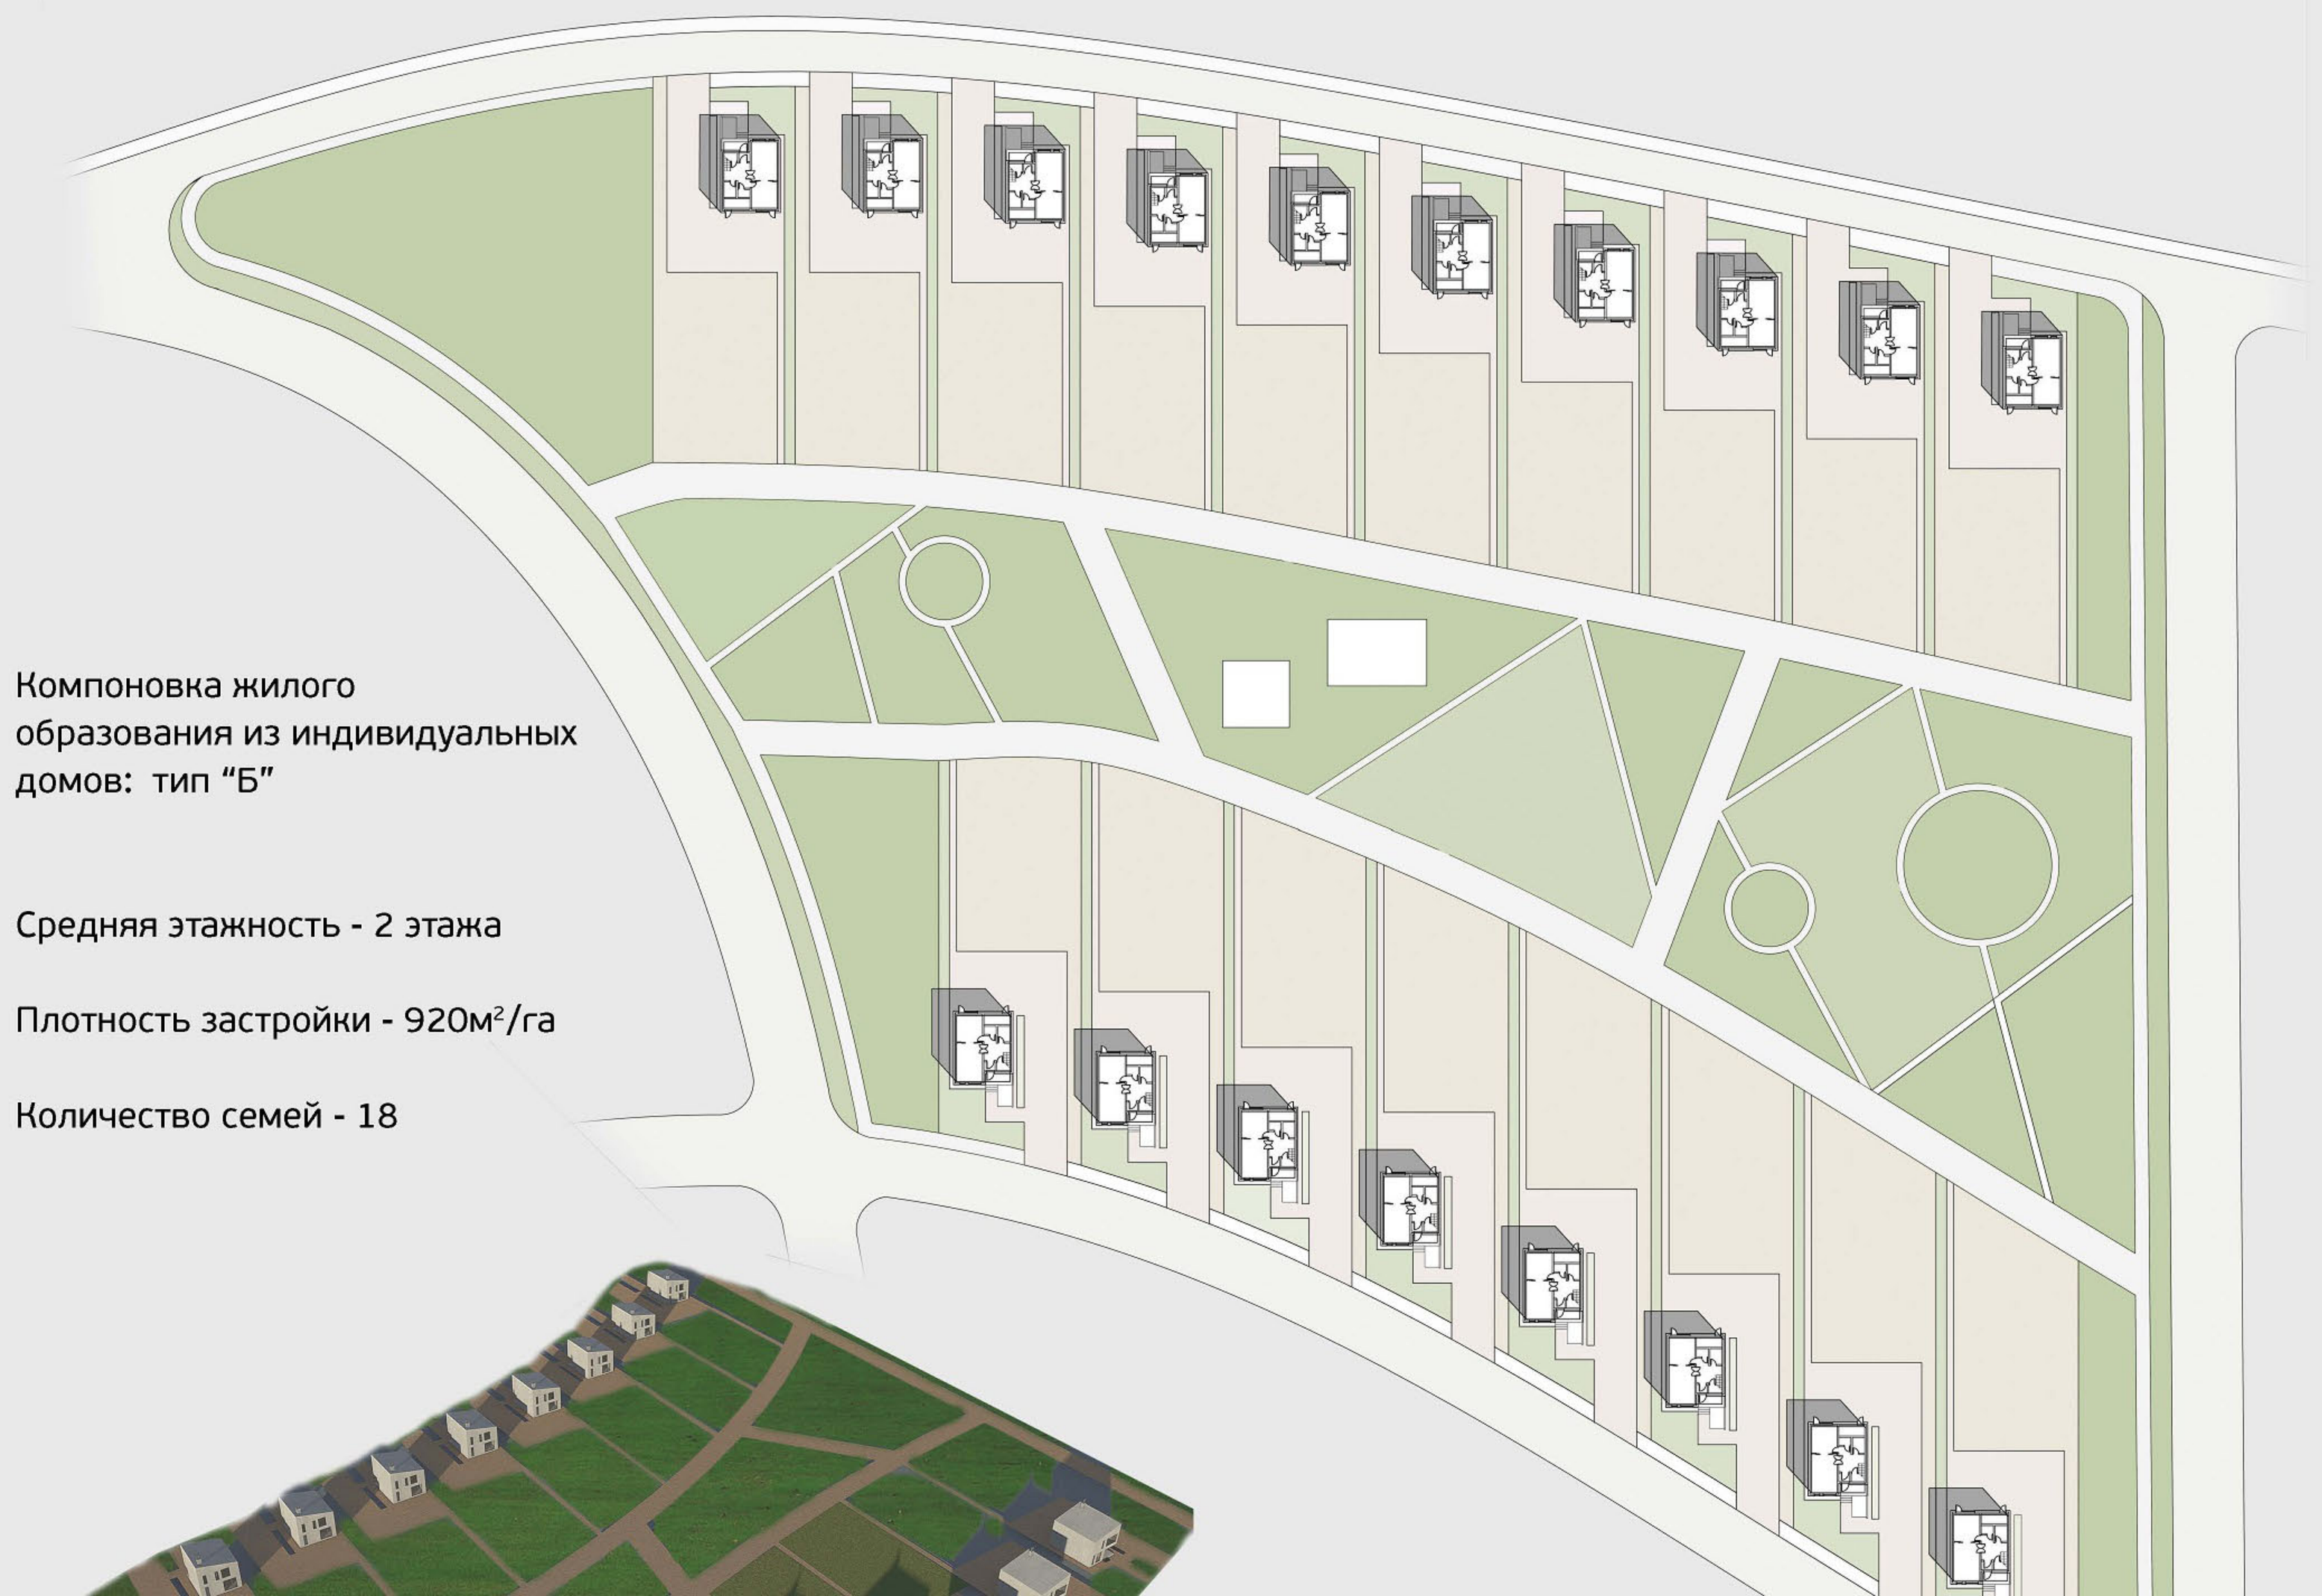 Компоновка жилого
образования из индивидуальных
домов:  тип “Б”
Средняя этажность - 2 этажа
Плотность застройки - 920м²/га
Количество семей - 18